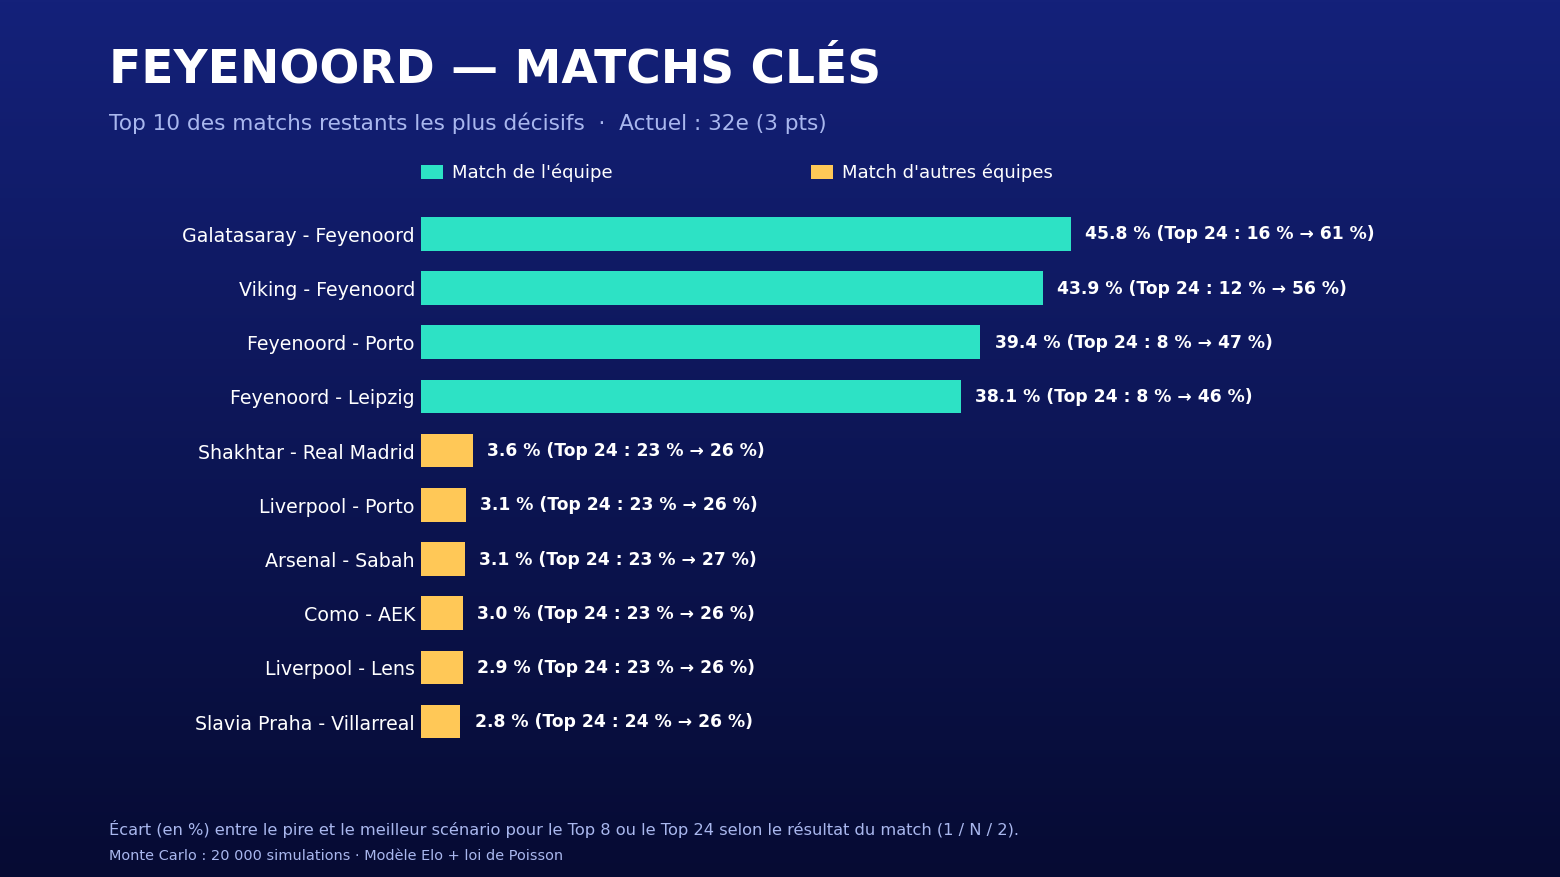 FEYENOORD — MATCHS CLÉS
Top 10 des matchs restants les plus décisifs · Actuel : 32e (3 pts)
Match de l'équipe
Match d'autres équipes
Galatasaray - Feyenoord 45.8 % (Top 24 : 16 % → 61 %)
Viking - Feyenoord 43.9 % (Top 24 : 12 % → 56 %)
Feyenoord - Porto 39.4 % (Top 24 : 8 % → 47 %)
Feyenoord - Leipzig 38.1 % (Top 24 : 8 % → 46 %)
Shakhtar - Real Madrid 3.6 % (Top 24 : 23 % → 26 %)
Liverpool - Porto 3.1 % (Top 24 : 23 % → 26 %)
Arsenal - Sabah 3.1 % (Top 24 : 23 % → 27 %)
Como - AEK 3.0 % (Top 24 : 23 % → 26 %)
Liverpool - Lens 2.9 % (Top 24 : 23 % → 26 %)
Slavia Praha - Villarreal 2.8 % (Top 24 : 24 % → 26 %)
Écart (en %) entre le pire et le meilleur scénario pour le Top 8 ou le Top 24 selon le résultat du match (1 / N / 2).
Monte Carlo : 20 000 simulations · Modèle Elo + loi de Poisson